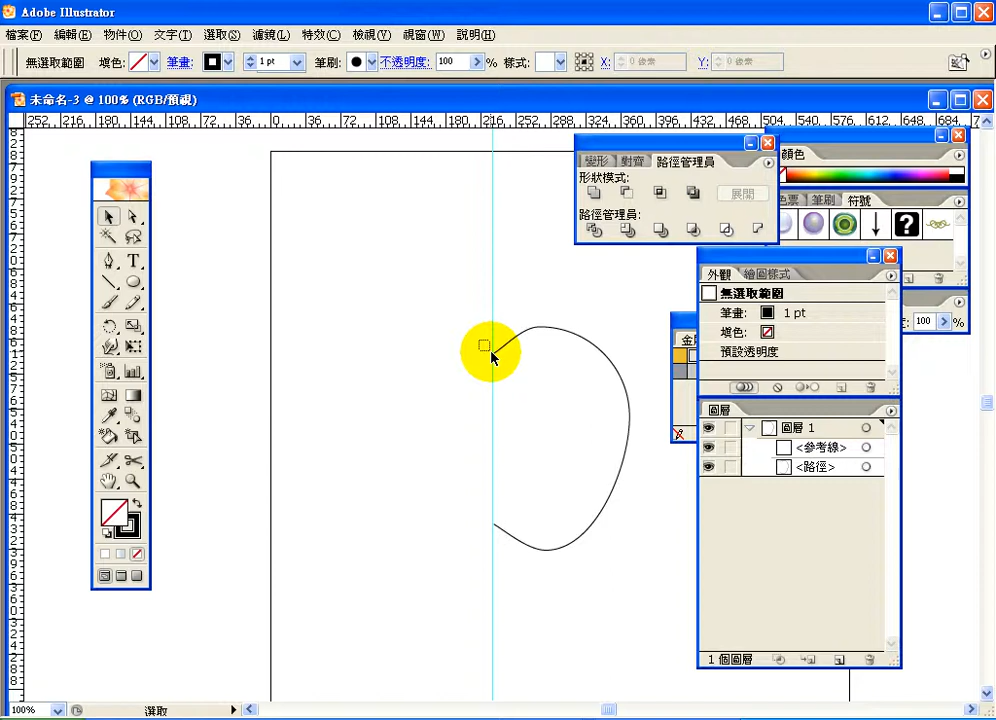 Adobe Illustrator
檔案(F) 編輯(E) 物件(O) 文字(T) 選取(S) 濾鏡(L) 特效(C) 檢視(Y) 視窗(W) 說明(H)
無選取範圍 填色: 筆畫: 1 pt 筆刷: 不透明度: 100 % 樣式: X: 0 像素 Y: 0 像素
未命名-3 @ 100% (RGB/預視)
252 216 180 144 108 72 36 0 36 72 108 144 180 216 252 288 324 360 396 432 468 504 540 576 612 648 684
變形 對齊 路徑管理員
形狀模式:
展開
路徑管理員:
顏色
色票 筆刷 符號
外觀 繪圖樣式
無選取範圍
筆畫: 1 pt
填色:
預設透明度
100 %
圖層
圖層 1
<參考線>
<路徑>
1 個圖層
100% 選取